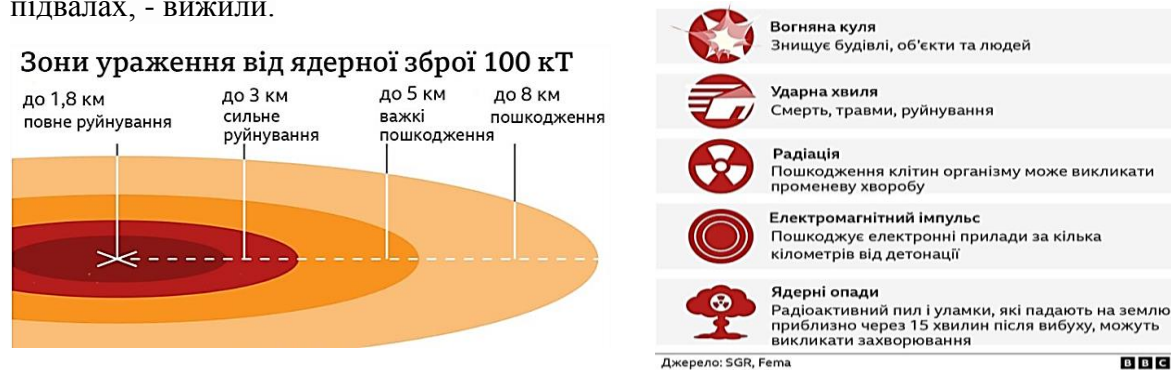 підвалах, - вижили.
Зони ураження від ядерної зброї 100 кТ
до 1,8 км
повне руйнування
до 3 км
сильне
руйнування
до 5 км
важкі
пошкодження
до 8 км
пошкодження
Вогняна куля
Знищує будівлі, об’єкти та людей
Ударна хвиля
Смерть, травми, руйнування
Радіація
Пошкодження клітин організму може викликати
променеву хворобу
Електромагнітний імпульс
Пошкоджує електронні прилади за кілька
кілометрів від детонації
Ядерні опади
Радіоактивний пил і уламки, які падають на землю
приблизно через 15 хвилин після вибуху, можуть
викликати захворювання
Джерело: SGR, Fema
BBC